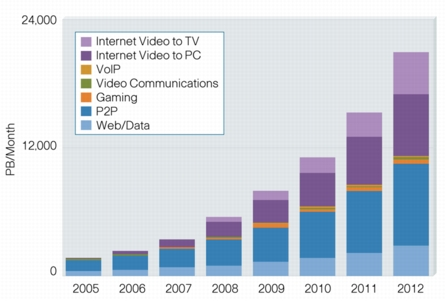 24,000
12,000
0
PB/Month
Internet Video to TV
Internet Video to PC
VoIP
Video Communications
Gaming
P2P
Web/Data
2005 2006 2007 2008 2009 2010 2011 2012